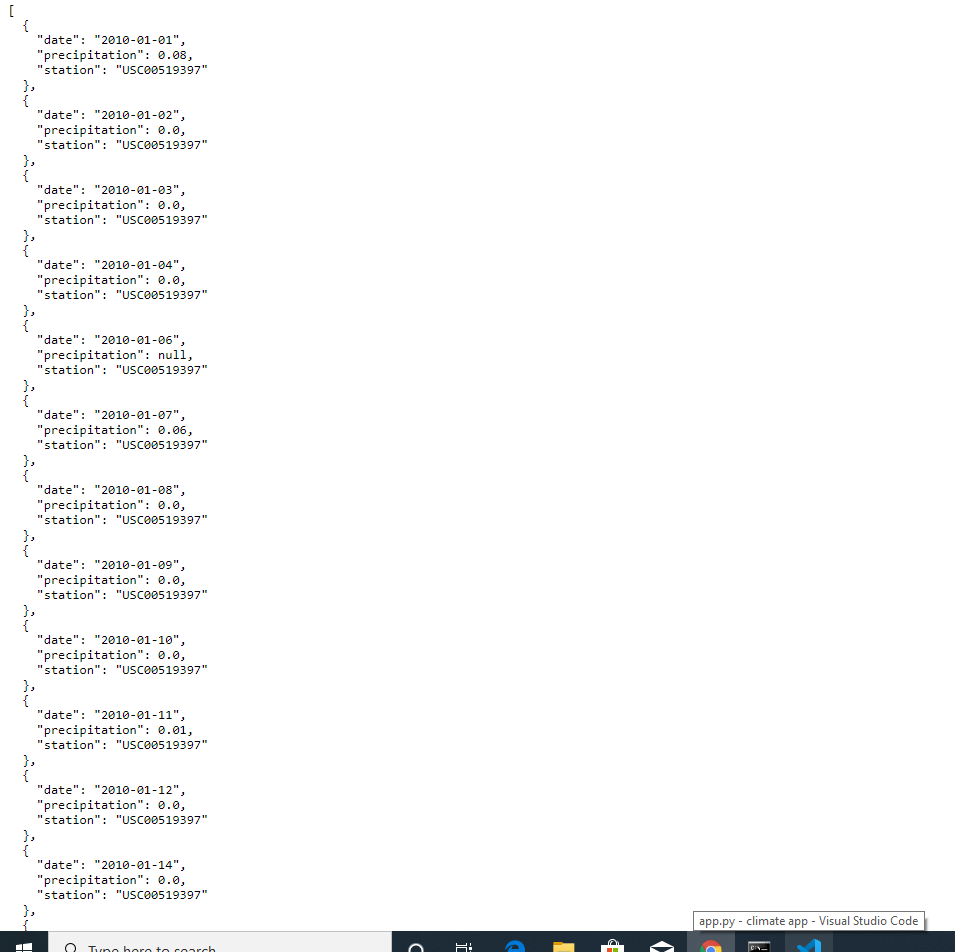 [
  {
    "date": "2010-01-01",
    "precipitation": 0.08,
    "station": "USC00519397"
  },
  {
    "date": "2010-01-02",
    "precipitation": 0.0,
    "station": "USC00519397"
  },
  {
    "date": "2010-01-03",
    "precipitation": 0.0,
    "station": "USC00519397"
  },
  {
    "date": "2010-01-04",
    "precipitation": 0.0,
    "station": "USC00519397"
  },
  {
    "date": "2010-01-06",
    "precipitation": null,
    "station": "USC00519397"
  },
  {
    "date": "2010-01-07",
    "precipitation": 0.06,
    "station": "USC00519397"
  },
  {
    "date": "2010-01-08",
    "precipitation": 0.0,
    "station": "USC00519397"
  },
  {
    "date": "2010-01-09",
    "precipitation": 0.0,
    "station": "USC00519397"
  },
  {
    "date": "2010-01-10",
    "precipitation": 0.0,
    "station": "USC00519397"
  },
  {
    "date": "2010-01-11",
    "precipitation": 0.01,
    "station": "USC00519397"
  },
  {
    "date": "2010-01-12",
    "precipitation": 0.0,
    "station": "USC00519397"
  },
  {
    "date": "2010-01-14",
    "precipitation": 0.0,
    "station": "USC00519397"
  },
  {
app.py - climate app - Visual Studio Code
Type here to search